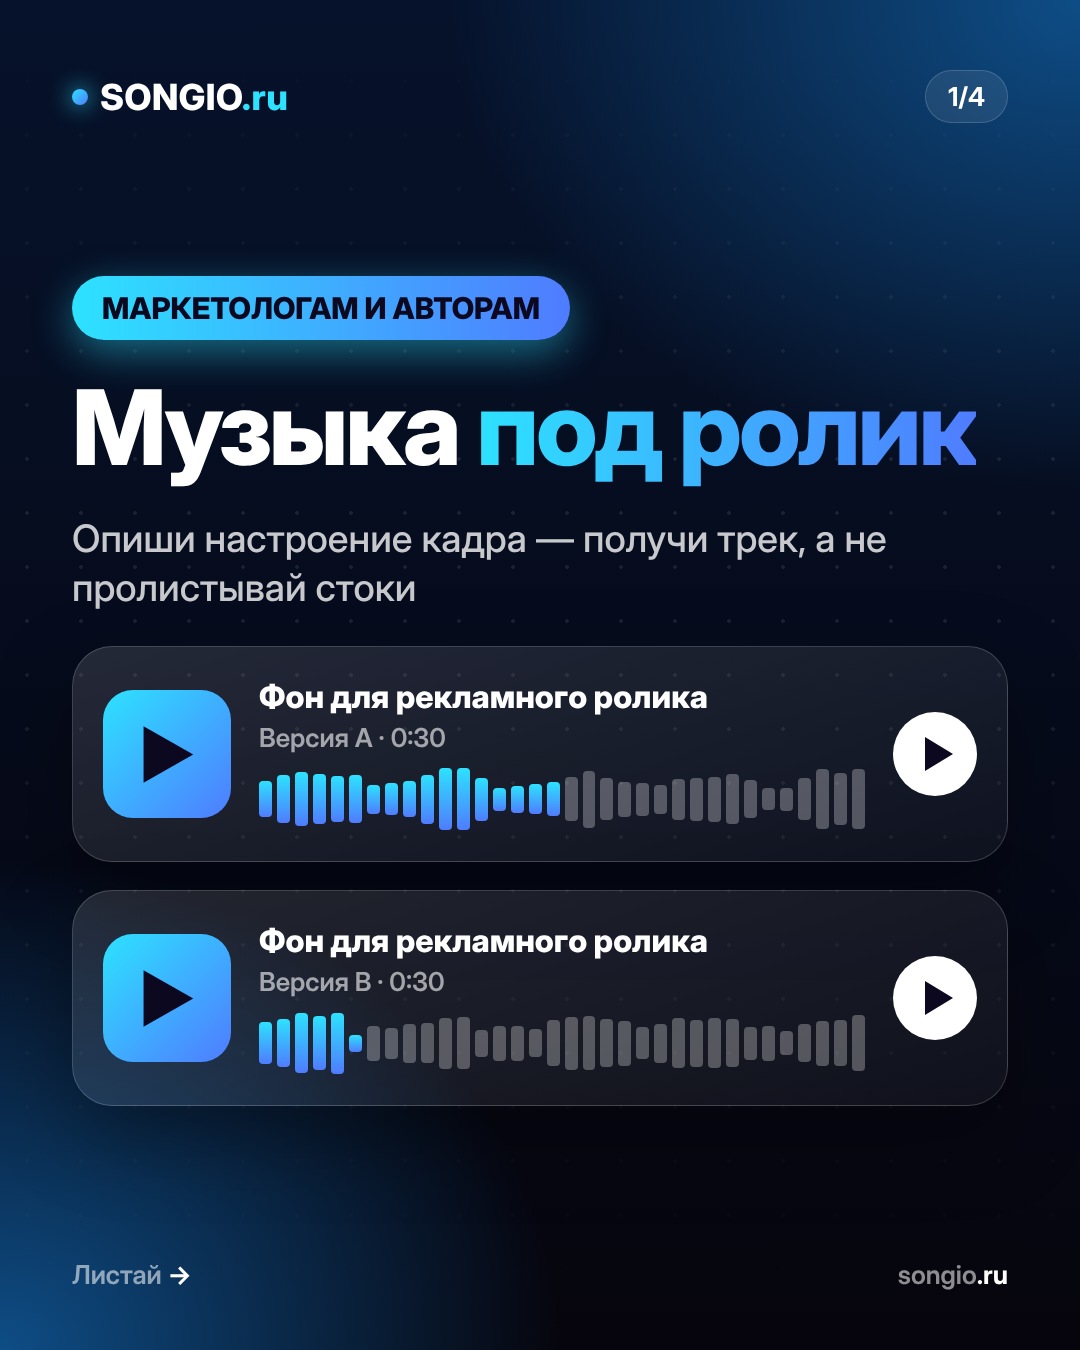 SONGIO.ru
1/4
МАРКЕТОЛОГАМ И АВТОРАМ
Музыка под ролик
Опиши настроение кадра — получи трек, а не
пролистывай стоки
Фон для рекламного ролика
Версия A · 0:30
Фон для рекламного ролика
Версия B · 0:30
Листай →
songio.ru